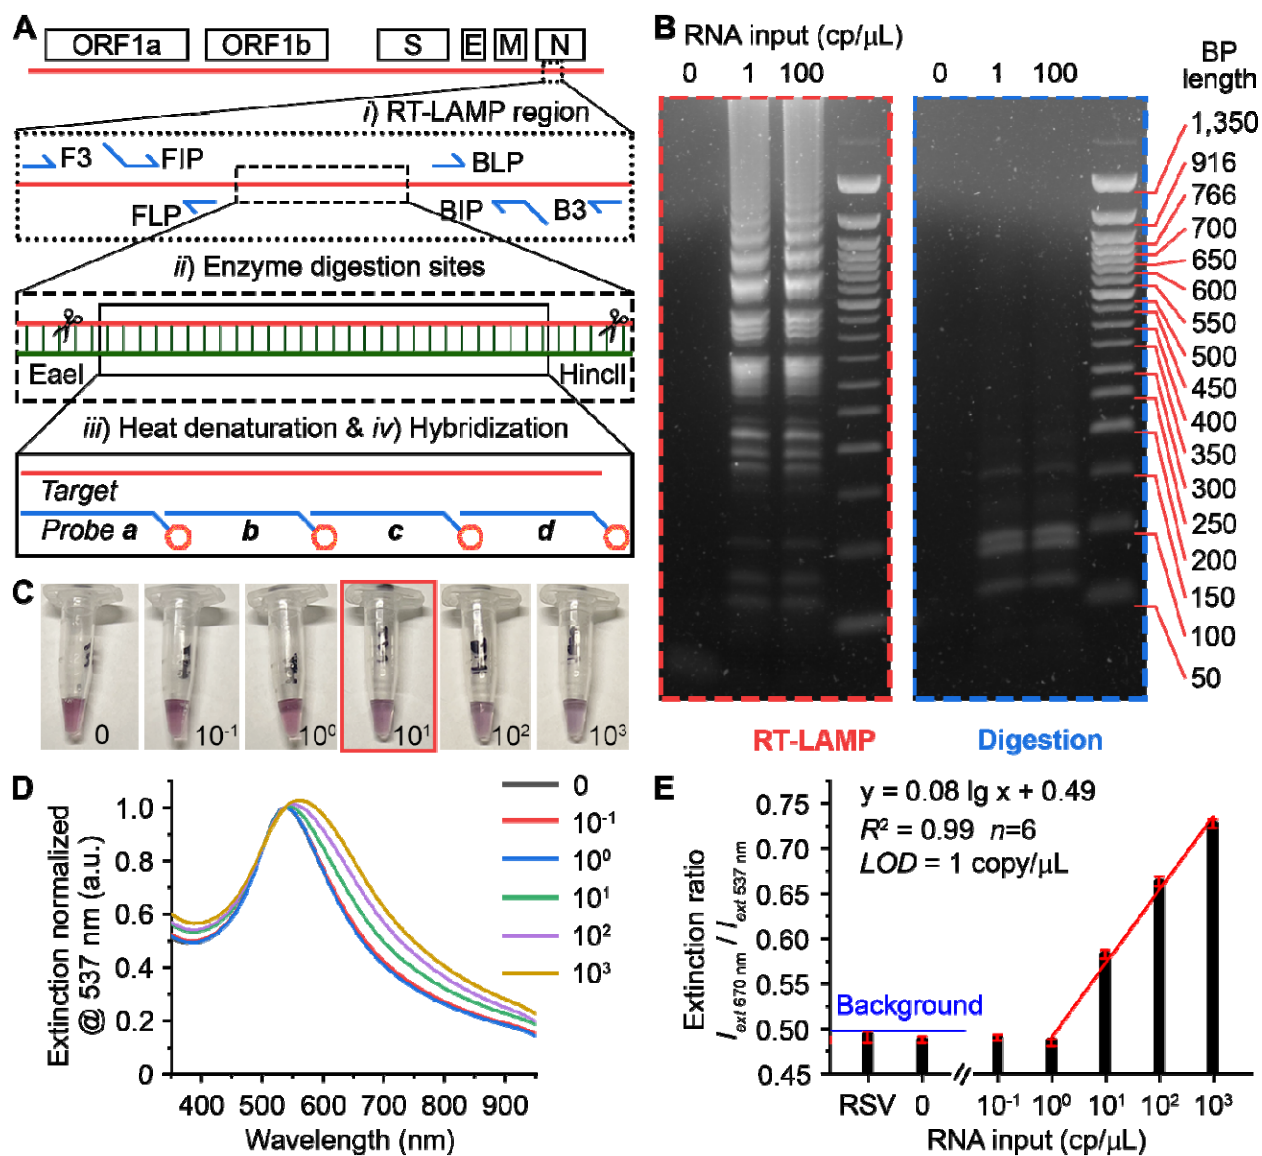 A
ORF1a ORF1b S E M N
i) RT-LAMP region
F3 FIP BLP
FLP BIP B3
ii) Enzyme digestion sites
EaeI HincII
iii) Heat denaturation & iv) Hybridization
Target
Probe a b c d
B RNA input (cp/μL)
0 1 100 0 1 100
BP
length
1,350
916
766
700
650
600
550
500
450
400
350
300
250
200
150
100
50
RT-LAMP Digestion
C
0 10⁻¹ 10⁰ 10¹ 10² 10³
D
Extinction normalized
@ 537 nm (a.u.)
1.0
0.8
0.6
0.4
0.2
0
400 500 600 700 800 900
Wavelength (nm)
0
10⁻¹
10⁰
10¹
10²
10³
E
Extinction ratio
I ext 670 nm / I ext 537 nm
y = 0.08 lg x + 0.49
R² = 0.99 n=6
LOD = 1 copy/μL
Background
0.75
0.70
0.65
0.60
0.55
0.50
0.45
RSV 0 10⁻¹ 10⁰ 10¹ 10² 10³
RNA input (cp/μL)